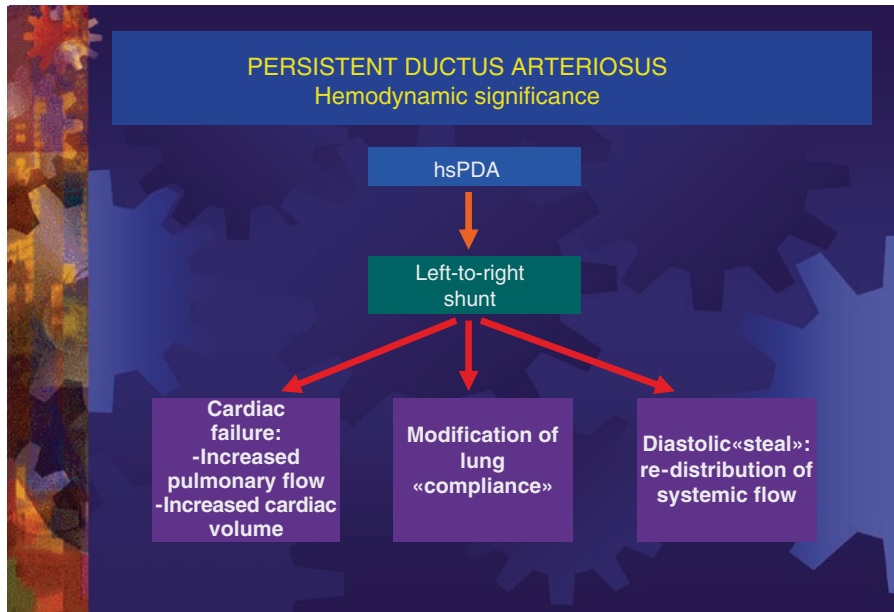 PERSISTENT DUCTUS ARTERIOSUS
Hemodynamic significance
hsPDA
Left-to-right
shunt
Cardiac
failure:
-Increased
pulmonary flow
-Increased cardiac
volume
Modification of
lung
«compliance»
Diastolic«steal»:
re-distribution of
systemic flow